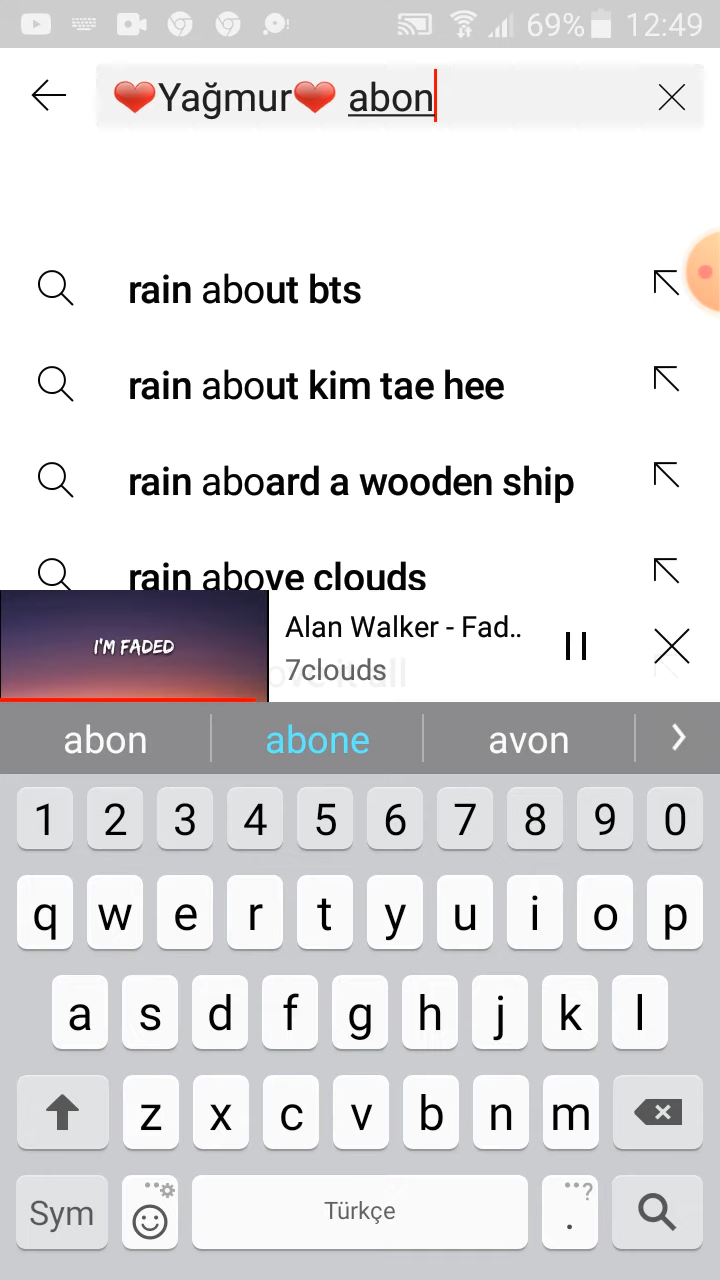 69% 12:49
❤Yağmur❤ abon
rain about bts
rain about kim tae hee
rain aboard a wooden ship
rain above clouds
I'M FADED
Alan Walker - Fad..
7clouds
abon abone avon
1 2 3 4 5 6 7 8 9 0
q w e r t y u i o p
a s d f g h j k l
z x c v b n m
Sym Türkçe . ?